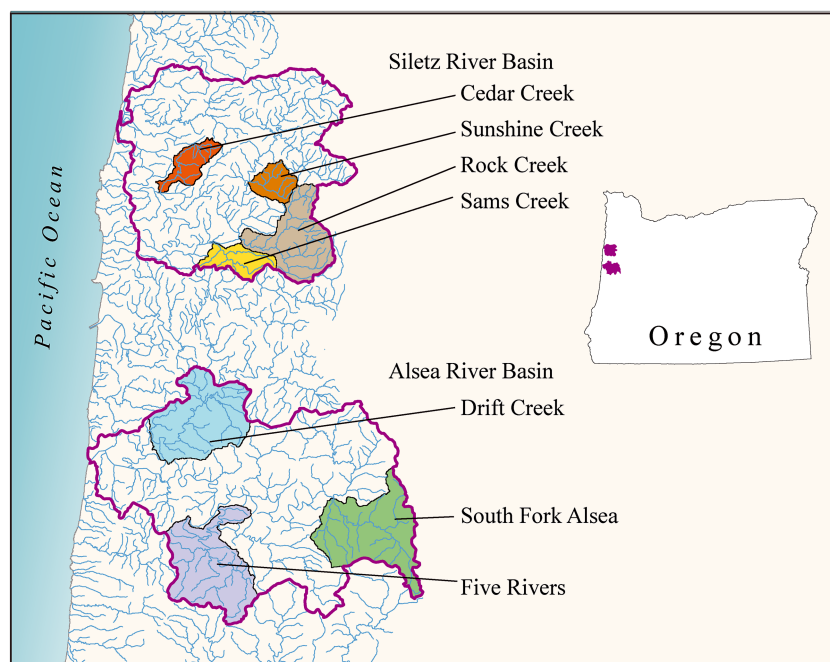 Siletz River Basin
Cedar Creek
Sunshine Creek
Rock Creek
Sams Creek
Pacific Ocean
Oregon
Alsea River Basin
Drift Creek
South Fork Alsea
Five Rivers